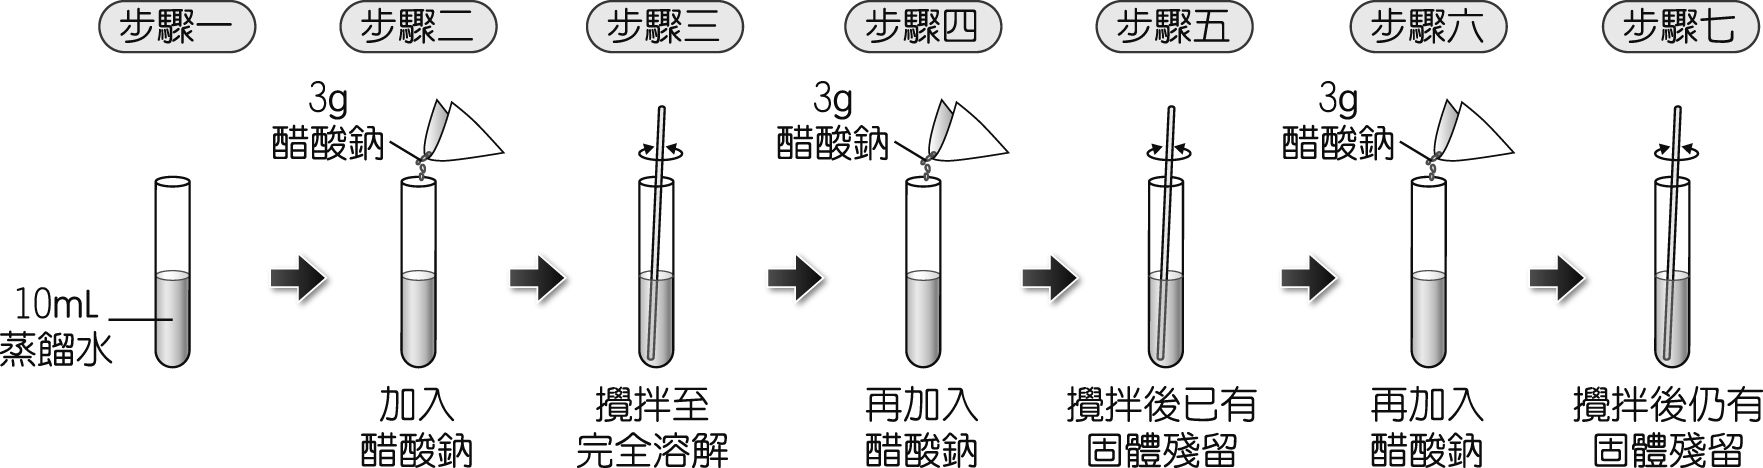 步驟一
步驟二
步驟三
步驟四
步驟五
步驟六
步驟七
10mL
蒸餾水
3g
醋酸鈉
加入
醋酸鈉
攪拌至
完全溶解
3g
醋酸鈉
再加入
醋酸鈉
攪拌後已有
固體殘留
3g
醋酸鈉
再加入
醋酸鈉
攪拌後仍有
固體殘留